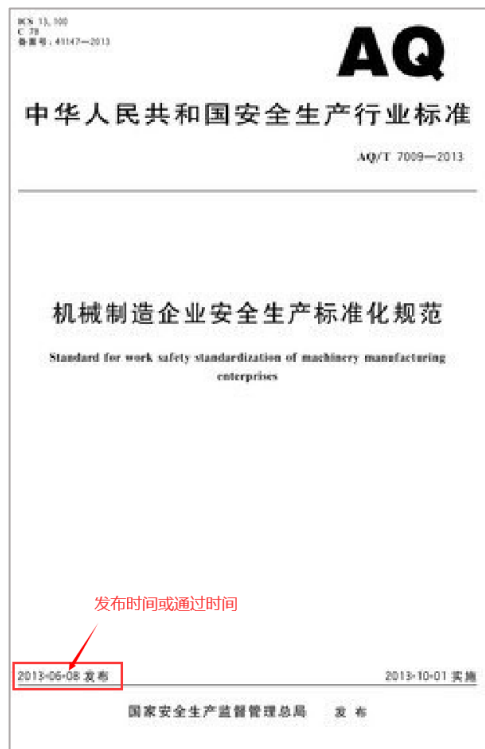 ICS 13.100
C 78
备案号：41147—2013
AQ
中华人民共和国安全生产行业标准
AQ/T 7009—2013
机械制造企业安全生产标准化规范
Standard for work safety standardization of machinery manufacturing
enterprises
发布时间或通过时间
2013-06-08 发布
2013-10-01 实施
国家安全生产监督管理总局 发布